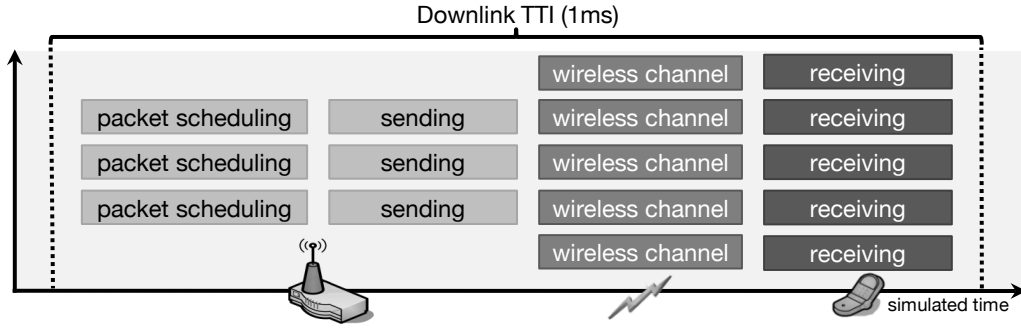 Downlink TTI (1ms)
wireless channel receiving
packet scheduling sending wireless channel receiving
packet scheduling sending wireless channel receiving
packet scheduling sending wireless channel receiving
wireless channel receiving
simulated time